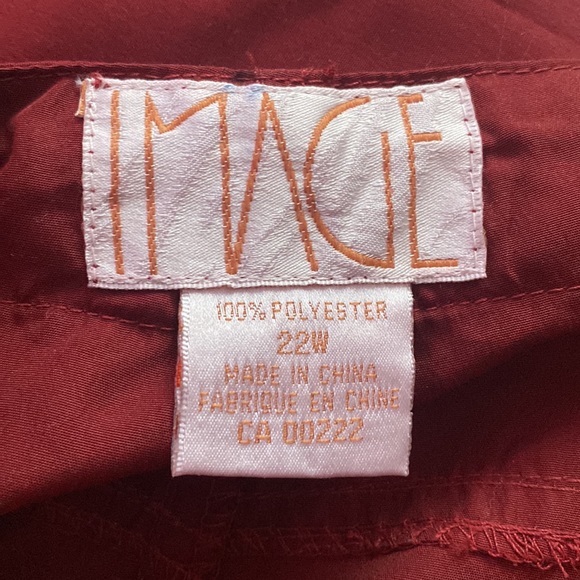 IMAGE
100% POLYESTER
22W
MADE IN CHINA
FABRIQUE EN CHINE
CA 00222